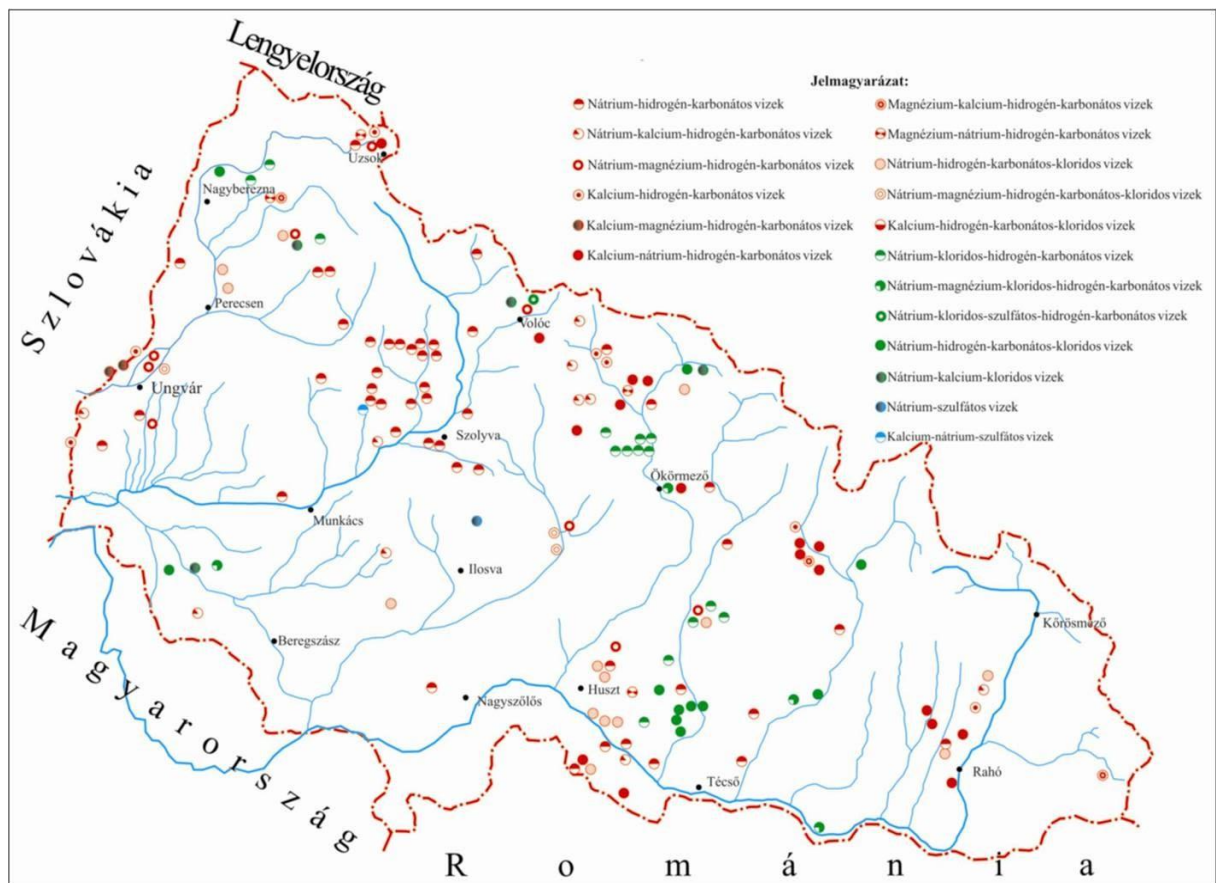 Lengyelország
Szlovákia
Magyarország
Románia
Jelmagyarázat:
Nátrium-hidrogén-karbonátos vizek
Nátrium-kalcium-hidrogén-karbonátos vizek
Nátrium-magnézium-hidrogén-karbonátos vizek
Kalcium-hidrogén-karbonátos vizek
Kalcium-magnézium-hidrogén-karbonátos vizek
Kalcium-nátrium-hidrogén-karbonátos vizek
Magnézium-kalcium-hidrogén-karbonátos vizek
Magnézium-nátrium-hidrogén-karbonátos vizek
Nátrium-hidrogén-karbonátos-kloridos vizek
Nátrium-magnézium-hidrogén-karbonátos-kloridos vizek
Kalcium-hidrogén-karbonátos-kloridos vizek
Nátrium-kloridos-hidrogén-karbonátos vizek
Nátrium-magnézium-kloridos-hidrogén-karbonátos vizek
Nátrium-kloridos-szulfátos-hidrogén-karbonátos vizek
Nátrium-hidrogén-karbonátos-kloridos vizek
Nátrium-kalcium-kloridos vizek
Nátrium-szulfátos vizek
Kalcium-nátrium-szulfátos vizek
Uzsok
Nagyberezna
Perecsen
Volóc
Ungvár
Szolyva
Ökörmező
Munkács
Ilosva
Beregszász
Kőrösmező
Nagyszőlős
Huszt
Técső
Rahó